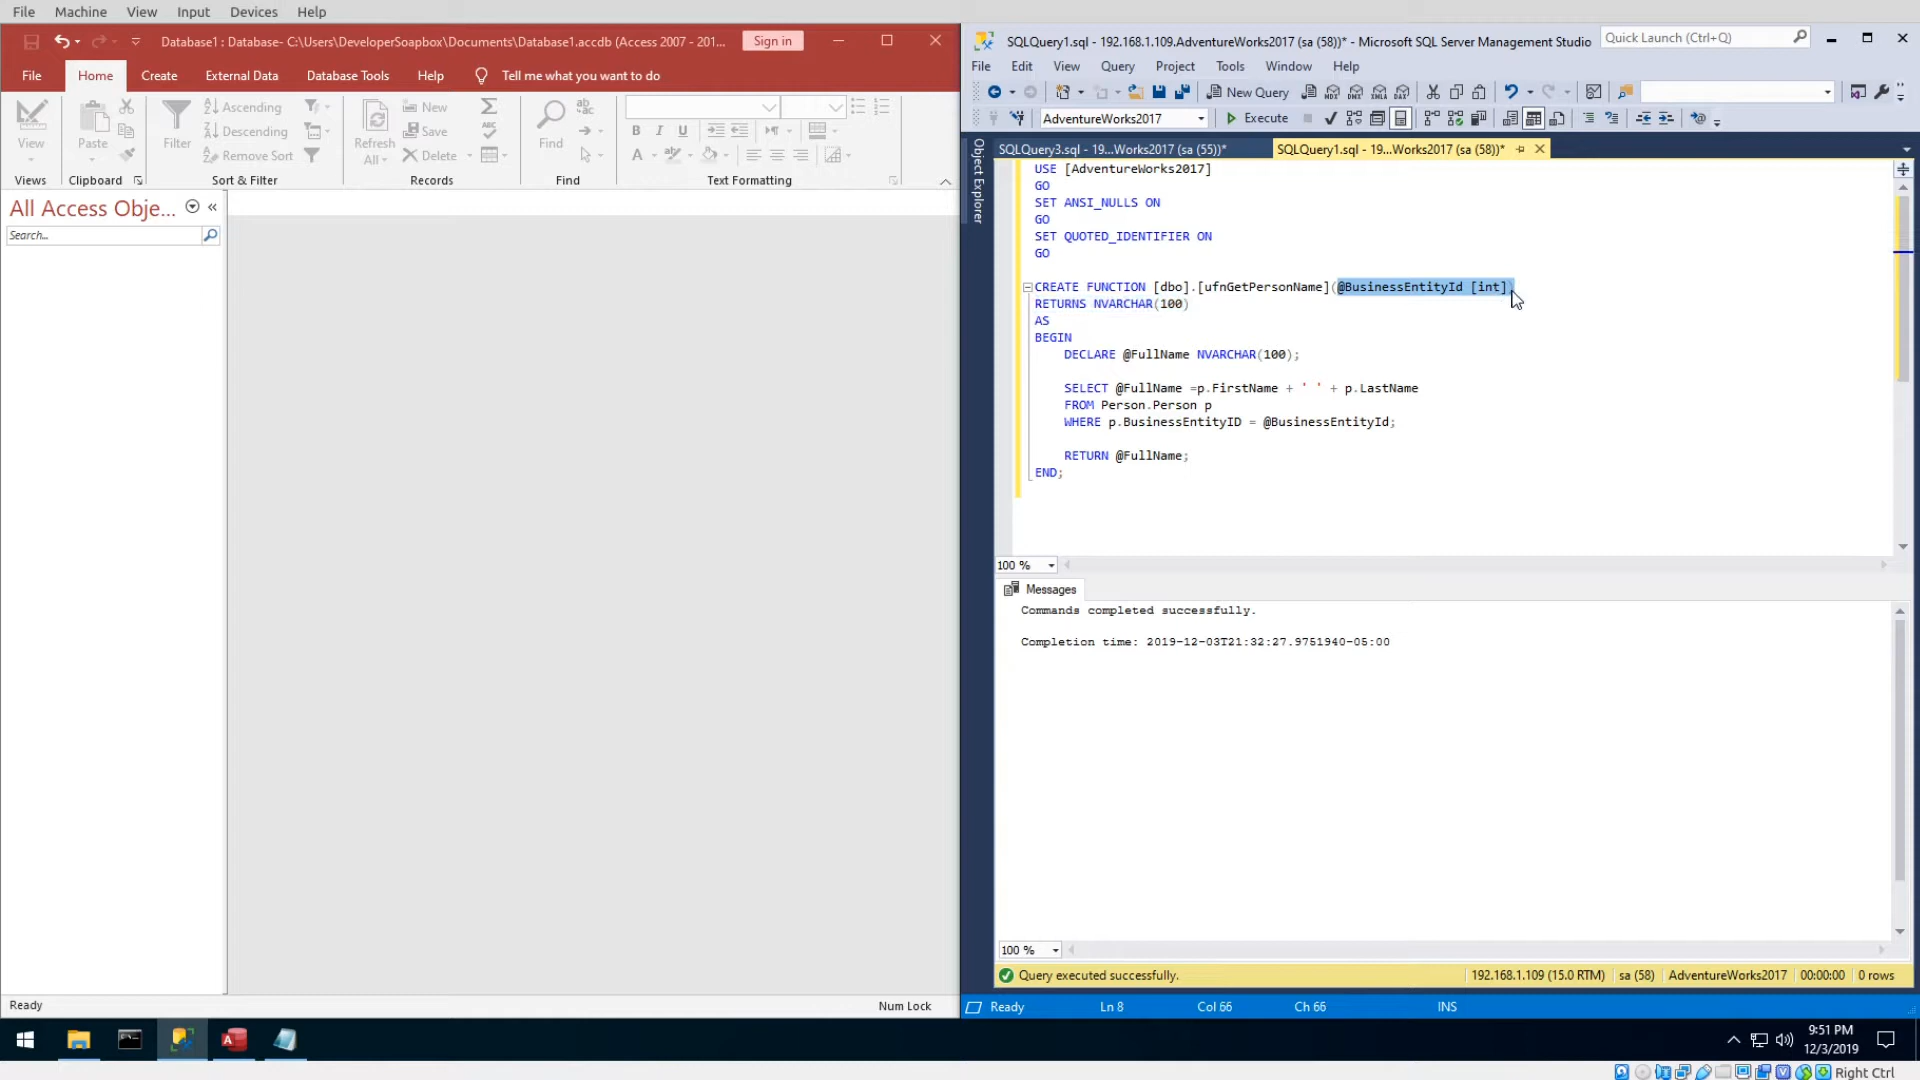 File Machine View Input Devices Help
Database1 : Database- C:\Users\DeveloperSoapbox\Documents\Database1.accdb (Access 2007 - 201...
Sign in
File Home Create External Data Database Tools Help Tell me what you want to do
View
Views
Paste
Clipboard
Filter
Ascending
Descending
Remove Sort
Sort & Filter
Refresh
All
New
Save
Delete
Records
Find
Find
B I U
A
Text Formatting
All Access Obje...
Search...
Ready
Num Lock
SQLQuery1.sql - 192.168.1.109.AdventureWorks2017 (sa (58))* - Microsoft SQL Server Management Studio
Quick Launch (Ctrl+Q)
File Edit View Query Project Tools Window Help
New Query
MDX DMX XMLA DAX
AdventureWorks2017
Execute
Object Explorer
SQLQuery3.sql - 19...Works2017 (sa (55))*
SQLQuery1.sql - 19...Works2017 (sa (58))*
USE [AdventureWorks2017]
GO
SET ANSI_NULLS ON
GO
SET QUOTED_IDENTIFIER ON
GO
CREATE FUNCTION [dbo].[ufnGetPersonName](@BusinessEntityId [int])
RETURNS NVARCHAR(100)
AS
BEGIN
DECLARE @FullName NVARCHAR(100);
SELECT @FullName =p.FirstName + ' ' + p.LastName
FROM Person.Person p
WHERE p.BusinessEntityID = @BusinessEntityId;
RETURN @FullName;
END;
100 %
Messages
Commands completed successfully.
Completion time: 2019-12-03T21:32:27.9751940-05:00
100 %
Query executed successfully.
192.168.1.109 (15.0 RTM) sa (58) AdventureWorks2017 00:00:00 0 rows
Ready Ln 8 Col 66 Ch 66 INS
9:51 PM
12/3/2019
Right Ctrl